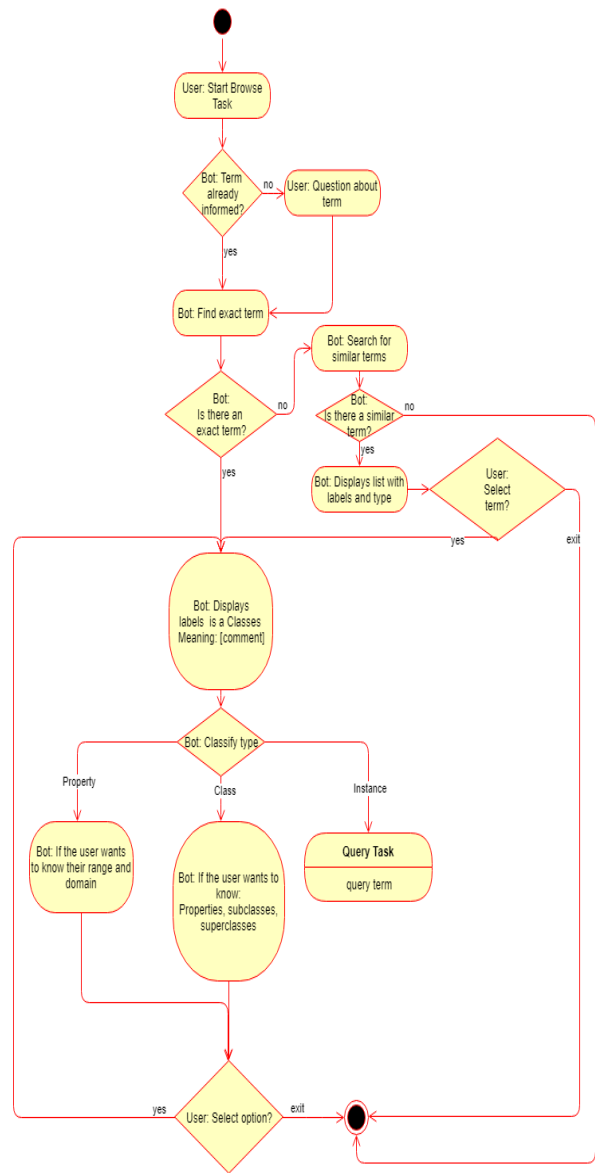 User: Start Browse
Task
Bot: Term
already
informed?
no
User: Question about
term
yes
Bot: Find exact term
Bot: Search for
similar terms
Bot:
Is there an
exact term?
no
Bot:
Is there a similar
term?
no
yes
yes
Bot: Displays list with
labels and type
User:
Select
term?
yes
exit
Bot: Displays
labels is a Classes
Meaning: [comment]
Bot: Classify type
Property
Class
Instance
Bot: If the user wants
to know their range and
domain
Bot: If the user wants to
know:
Properties, subclasses,
superclasses
Query Task
query term
yes
User: Select option?
exit